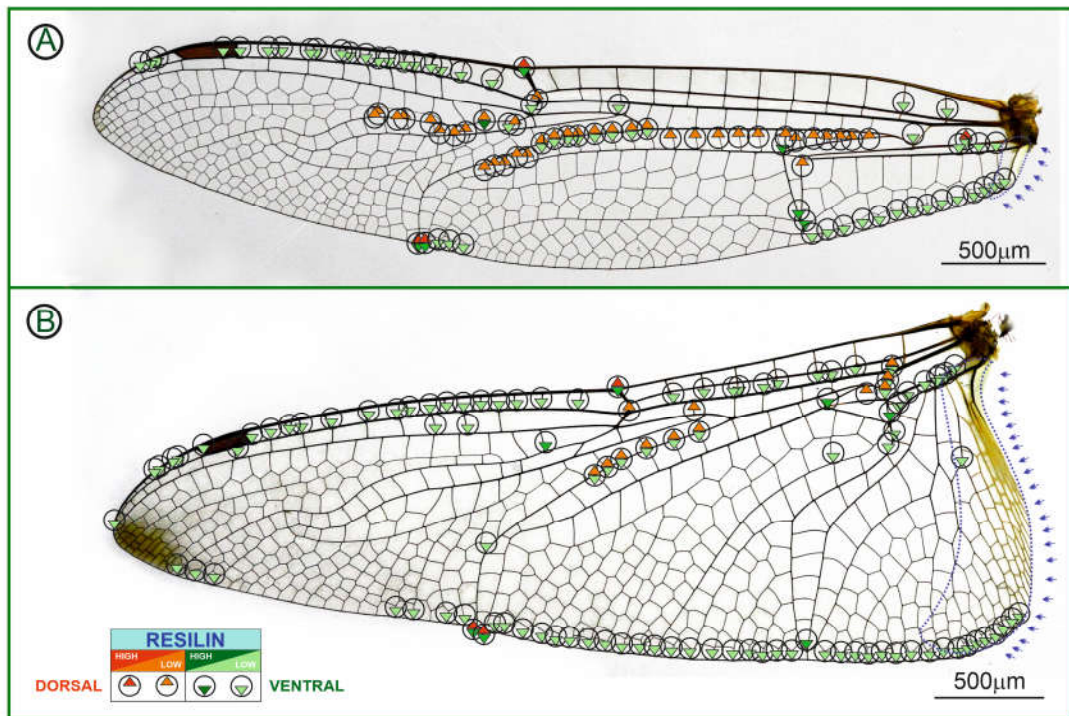 A
500μm
B
RESILIN
HIGH LOW HIGH LOW
DORSAL VENTRAL
500μm